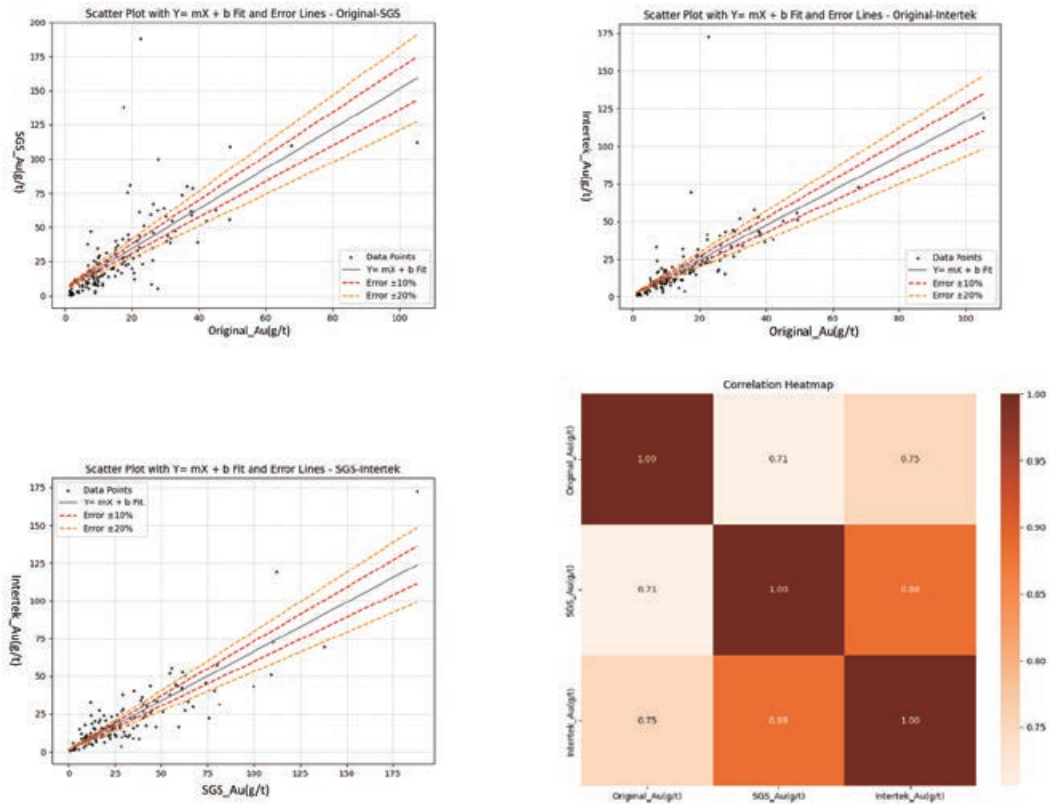 Scatter Plot with Y= mX + b Fit and Error Lines - Original-SGS
200
175
150
125
100
75
50
25
0
SGS_Au(g/t)
0 20 40 60 80 100
Original_Au(g/t)
Data Points
Y= mX + b Fit
Error ±10%
Error ±20%
Scatter Plot with Y= mX + b Fit and Error Lines - Original-Intertek
175
150
125
100
75
50
25
0
Intertek_Au(g/t)
0 20 40 60 80 100
Original_Au(g/t)
Data Points
Y= mX + b Fit
Error ±10%
Error ±20%
Scatter Plot with Y= mX + b Fit and Error Lines - SGS-Intertek
175
150
125
100
75
50
25
0
Intertek_Au(g/t)
0 25 50 75 100 125 150 175
SGS_Au(g/t)
Data Points
Y= mX + b Fit
Error ±10%
Error ±20%
Correlation Heatmap
Original_Au(g/t)
1.00 0.71 0.75
SGS_Au(g/t)
0.71 1.00 0.88
Intertek_Au(g/t)
0.75 0.88 1.00
Original_Au(g/t) SGS_Au(g/t) Intertek_Au(g/t)
1.00
0.95
0.90
0.85
0.80
0.75